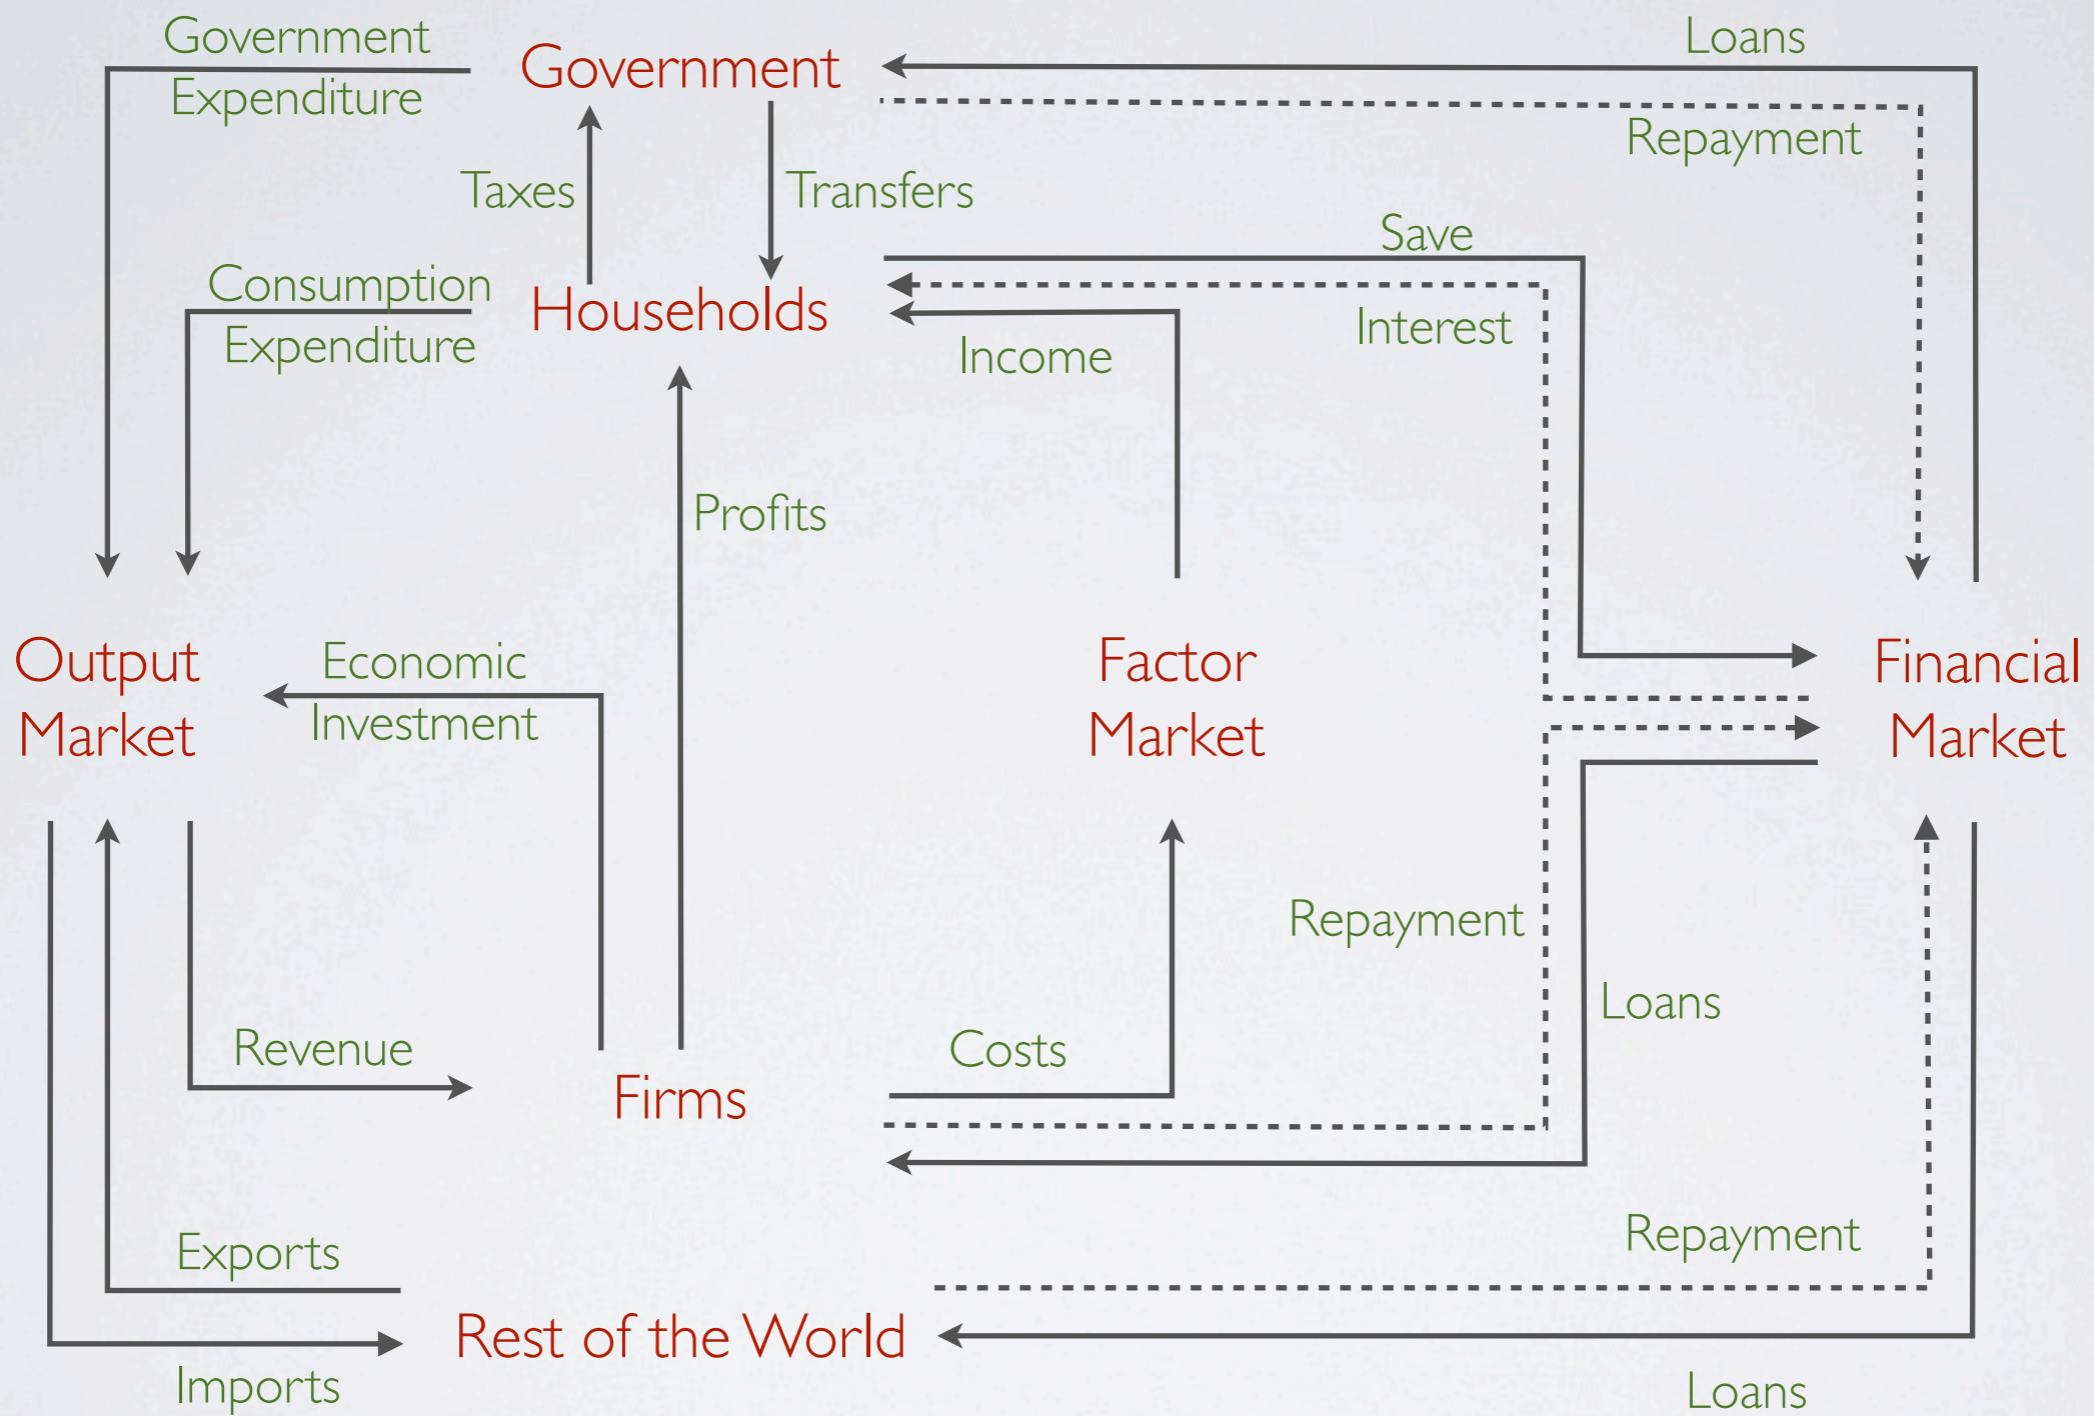 Government
Expenditure
Government
Loans
Repayment
Taxes
Transfers
Save
Consumption
Expenditure
Households
Interest
Income
Profits
Output
Market
Economic
Investment
Factor
Market
Financial
Market
Repayment
Loans
Revenue
Firms
Costs
Exports
Repayment
Rest of the World
Imports
Loans